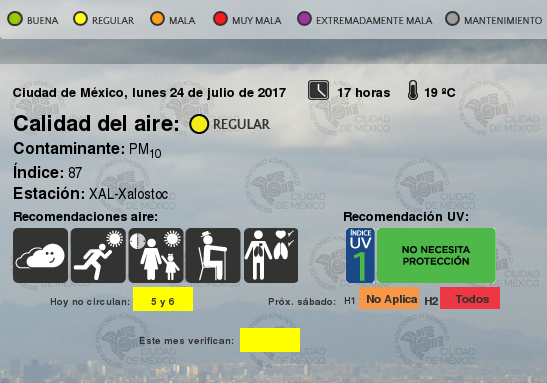 BUENA REGULAR MALA MUY MALA EXTREMADAMENTE MALA MANTENIMIENTO
Ciudad de México, lunes 24 de julio de 2017 17 horas 19 ºC
Calidad del aire: REGULAR
Contaminante: PM10
Índice: 87
Estación: XAL-Xalostoc
Recomendaciones aire: Recomendación UV:
ÍNDICE
UV
1
NO NECESITA
PROTECCIÓN
Hoy no circulan: 5 y 6 Próx. sábado: H1 No Aplica H2 Todos
Este mes verifican:
CIUDAD
DE MÉXICO